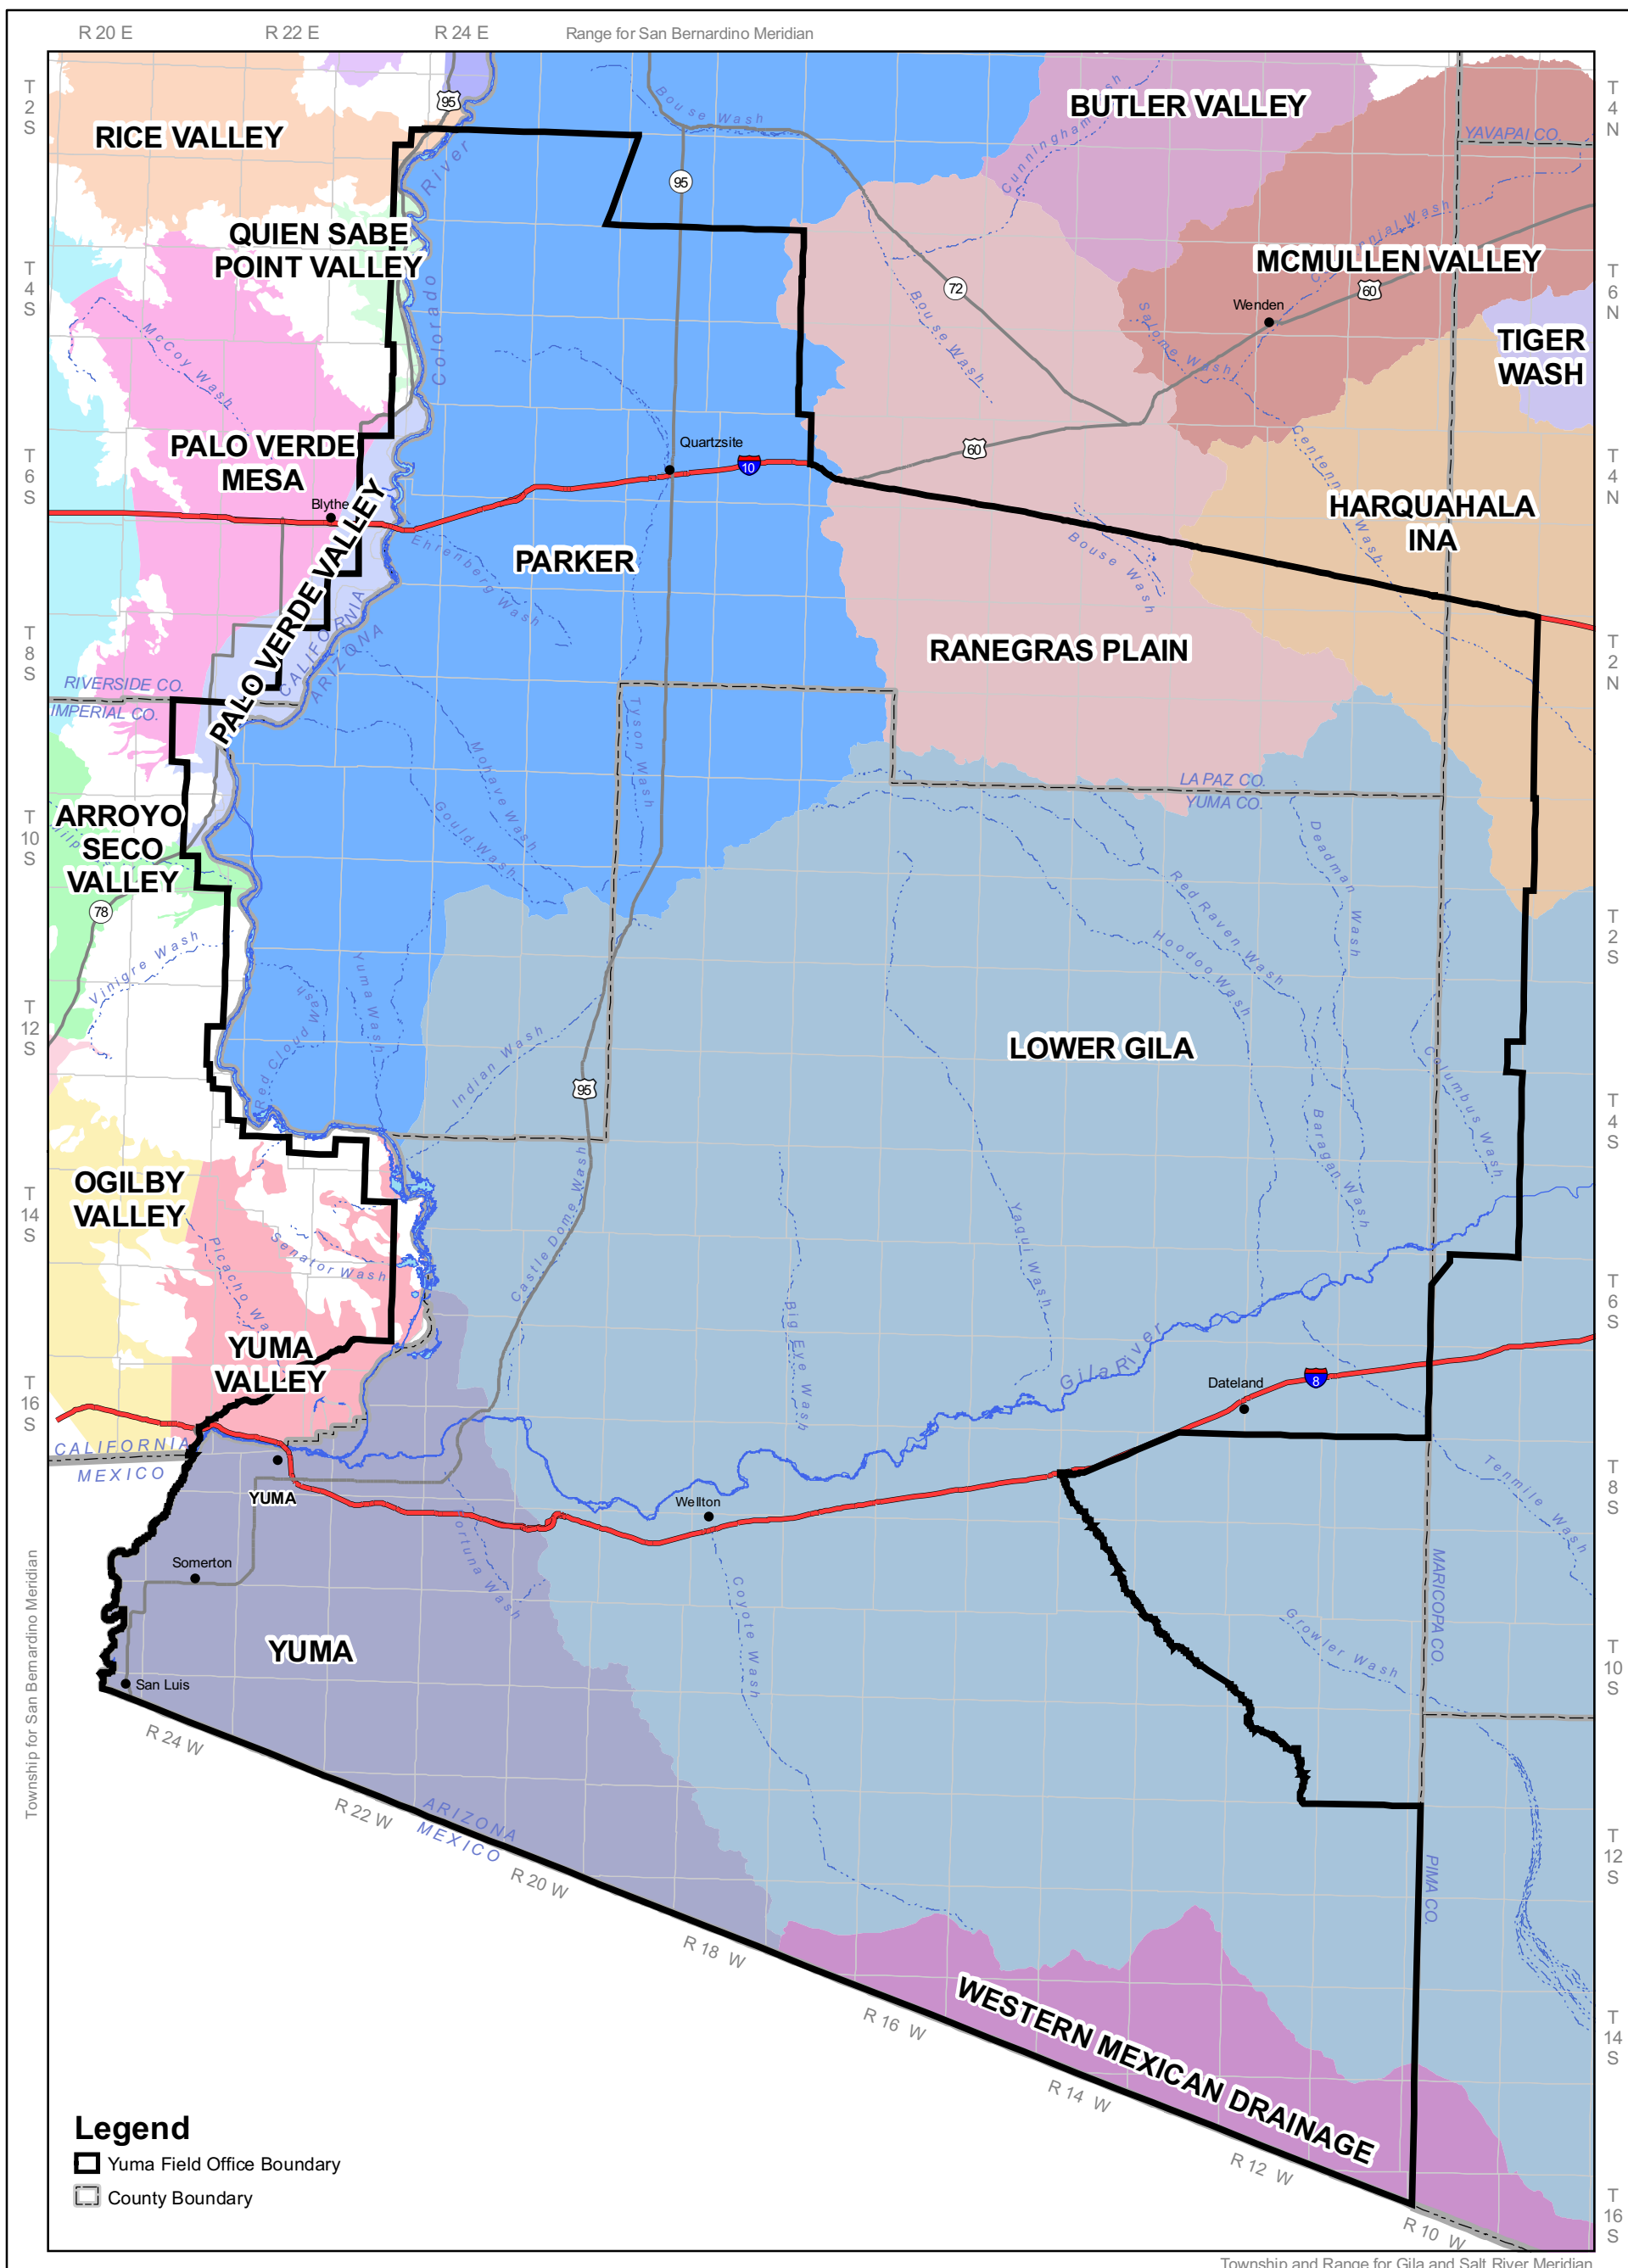 R 20 E
R 22 E
R 24 E
Range for San Bernardino Meridian
T
2
S
T
4
S
T
6
S
T
8
S
T
10
S
T
12
S
T
14
S
T
16
S
Township for San Bernardino Meridian
T
4
N
T
6
N
T
4
N
T
2
N
T
2
S
T
4
S
T
6
S
T
8
S
T
10
S
T
12
S
T
14
S
T
16
S
95
Bouse Wash
BUTLER VALLEY
Cunningham Wash
RICE VALLEY
YAVAPAI CO.
River
95
Colorado
QUIEN SABE
POINT VALLEY
MCMULLEN VALLEY
Centennial Wash
60
72
Wenden
Bouse Wash
Salome Wash
TIGER
WASH
McCoy Wash
PALO VERDE
MESA
Quartzsite
10
60
Centennial
Wash
Blythe
HARQUAHALA
INA
PALO VERDE VALLEY
Ehrenberg Wash
PARKER
Bouse Wash
RANEGRAS PLAIN
CALIFORNIA
ARIZONA
RIVERSIDE CO.
IMPERIAL CO.
Tyson Wash
Mohave Wash
Gould Wash
LA PAZ CO.
YUMA CO.
ARROYO
SECO
VALLEY
Deadman
Wash
Red Raven Wash
Hoodoo Wash
78
Vinigre Wash
Yuma Wash
Red Cloud Wash
Indian Wash
LOWER GILA
Columbus Wash
95
Baragan Wash
OGILBY
VALLEY
Picacho Wa
Senator Wash
Castle Dome Wash
Yaqui Wash
Big Eye Wash
Gila River
YUMA
VALLEY
8
Dateland
CALIFORNIA
MEXICO
Tenmile Wash
YUMA
Wellton
Somerton
Fortuna Wash
Coyote Wash
MARICOPA CO.
Growler Wash
YUMA
San Luis
R 24 W
R 22 W
ARIZONA
MEXICO
R 20 W
PIMA CO.
R 18 W
R 16 W
WESTERN MEXICAN DRAINAGE
R 14 W
R 12 W
R 10 W
Legend
Yuma Field Office Boundary
County Boundary
Township and Range for Gila and Salt River Meridian